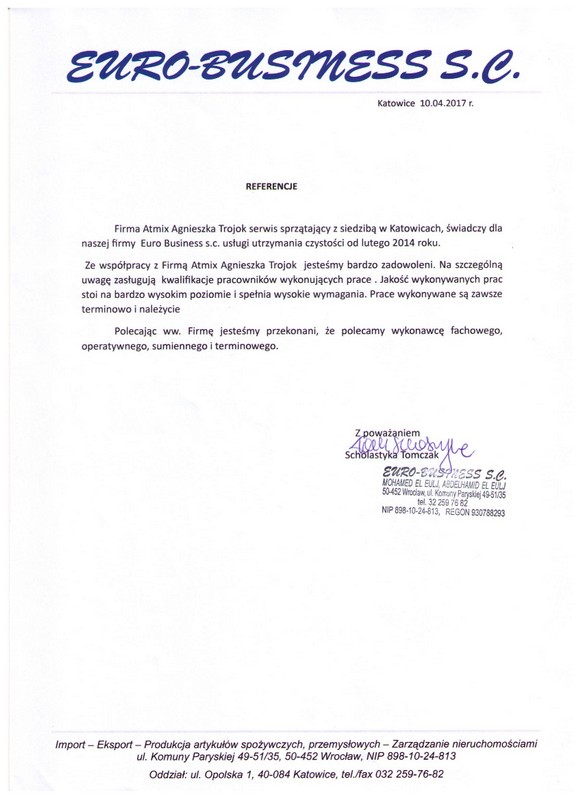 EURO-BUSINESS S.C.
Katowice 10.04.2017 r.
REFERENCJE
Firma Atmix Agnieszka Trojok serwis sprzątający z siedzibą w Katowicach, świadczy dla
naszej firmy Euro Business s.c. usługi utrzymania czystości od lutego 2014 roku.
Ze współpracy z Firmą Atmix Agnieszka Trojok jesteśmy bardzo zadowoleni. Na szczególną
uwagę zasługują kwalifikacje pracowników wykonujących prace . Jakość wykonywanych prac
stoi na bardzo wysokim poziomie i spełnia wysokie wymagania. Prace wykonywane są zawsze
terminowo i należycie
Polecając ww. Firmę jesteśmy przekonani, że polecamy wykonawcę fachowego,
operatywnego, sumiennego i terminowego.
Z poważaniem
Scholastyka Tomczak
EURO-BUSINESS S.C.
MOHAMED EL EULJ, ABDELHAMID EL EULJ
50-452 Wrocław, ul. Komuny Paryskiej 49-51/35
tel. 32 259 76 82
NIP 898-10-24-813, REGON 930788293
Import – Eksport – Produkcja artykułów spożywczych, przemysłowych – Zarządzanie nieruchomościami
ul. Komuny Paryskiej 49-51/35, 50-452 Wrocław, NIP 898-10-24-813
Oddział: ul. Opolska 1, 40-084 Katowice, tel./fax 032 259-76-82